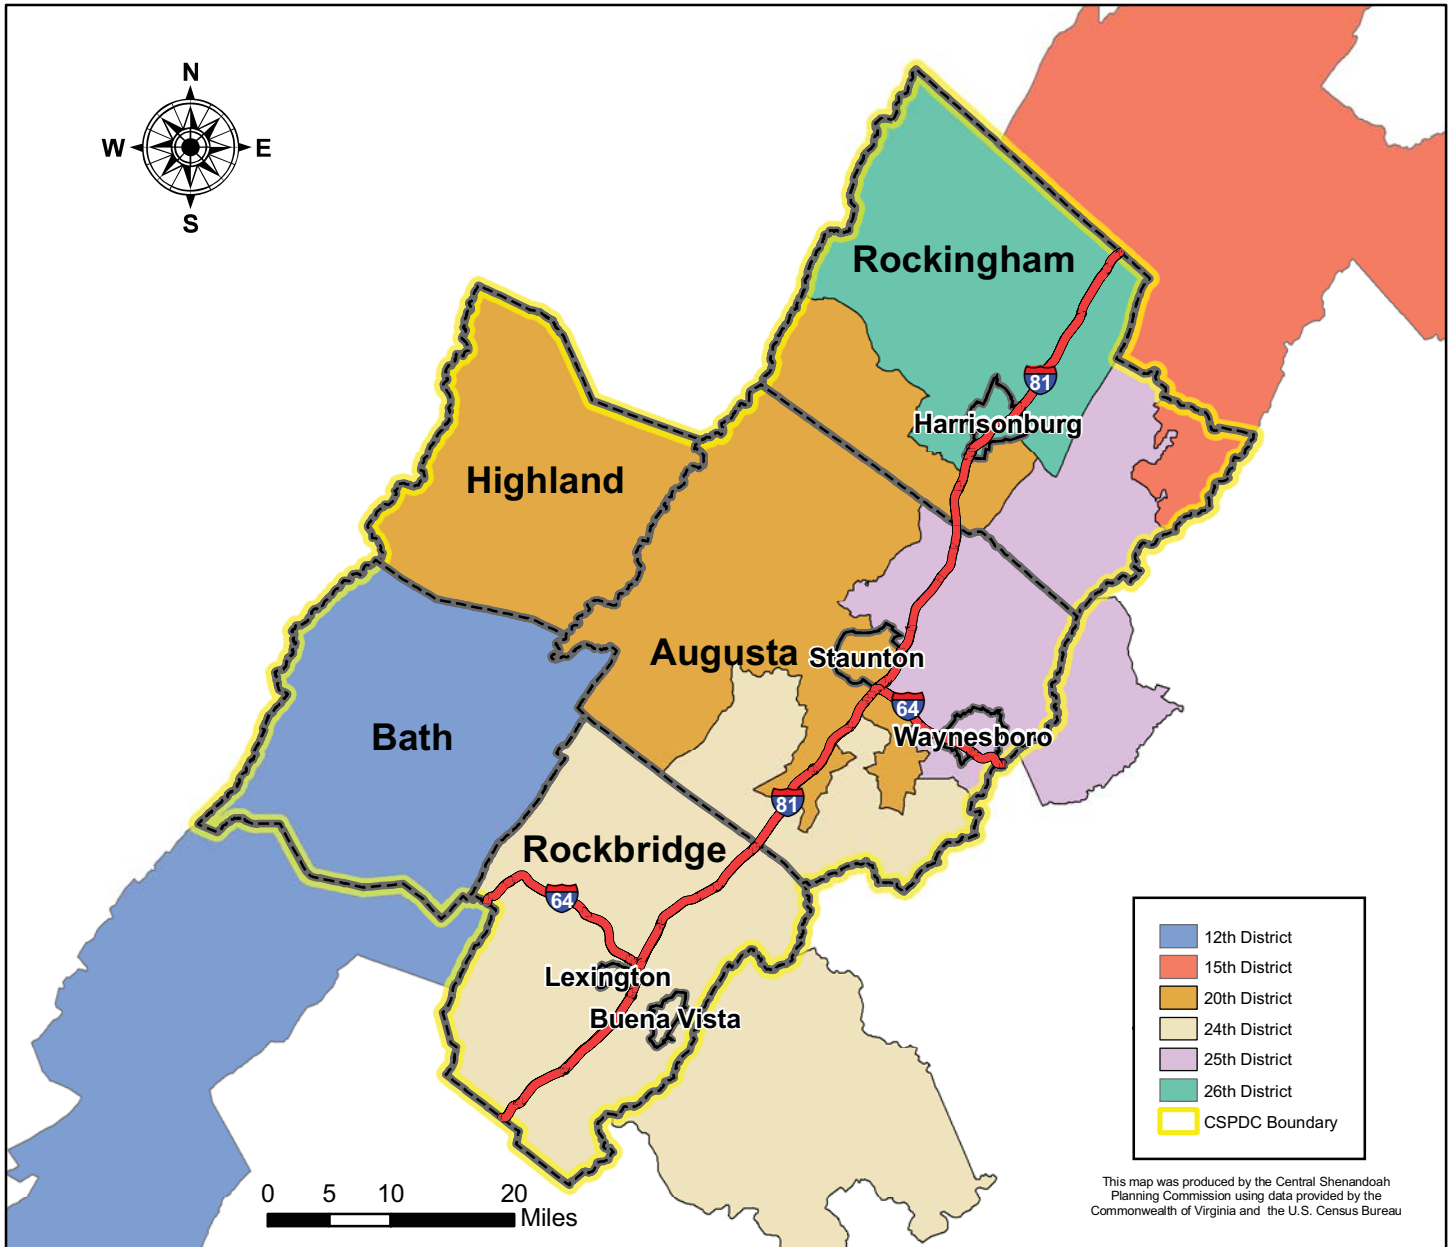 N
W
E
S
Rockingham
81
Harrisonburg
Highland
Augusta
Staunton
64
Waynesboro
Bath
81
Rockbridge
64
Lexington
Buena Vista
12th District
15th District
20th District
24th District
25th District
26th District
CSPDC Boundary
0 5 10 20
Miles
This map was produced by the Central Shenandoah
Planning Commission using data provided by the
Commonwealth of Virginia and the U.S. Census Bureau